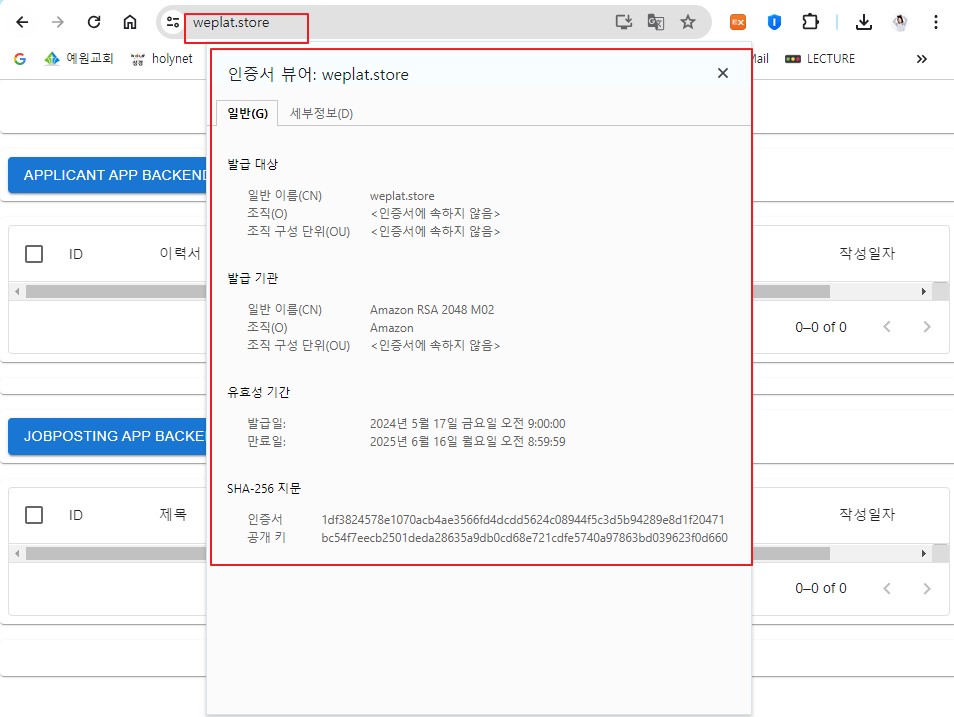 weplat.store
예원교회
holynet
Mail
LECTURE
인증서 뷰어: weplat.store
일반(G)
세부정보(D)
발급 대상
일반 이름(CN) weplat.store
조직(O) <인증서에 속하지 않음>
조직 구성 단위(OU) <인증서에 속하지 않음>
발급 기관
일반 이름(CN) Amazon RSA 2048 M02
조직(O) Amazon
조직 구성 단위(OU) <인증서에 속하지 않음>
유효성 기간
발급일: 2024년 5월 17일 금요일 오전 9:00:00
만료일: 2025년 6월 16일 월요일 오전 8:59:59
SHA-256 지문
인증서 1df3824578e1070acb4ae3566fd4dcdd5624c08944f5c3d5b94289e8d1f20471
공개 키 bc54f7eecb2501deda28635a9db0cd68e721cdfe5740a97863bd039623f0d660
APPLICANT APP BACKEND
ID 이력서 작성일자
0–0 of 0
JOBPOSTING APP BACKE
ID 제목 작성일자
0–0 of 0